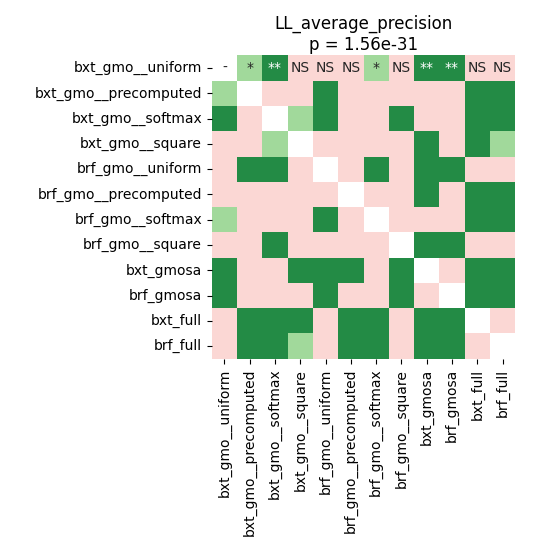 LL_average_precision
p = 1.56e-31
bxt_gmo__uniform - * ** NS NS NS * NS ** ** NS NS
bxt_gmo__precomputed
bxt_gmo__softmax
bxt_gmo__square
brf_gmo__uniform
brf_gmo__precomputed
brf_gmo__softmax
brf_gmo__square
bxt_gmosa
brf_gmosa
bxt_full
brf_full
bxt_gmo__uniform
bxt_gmo__precomputed
bxt_gmo__softmax
bxt_gmo__square
brf_gmo__uniform
brf_gmo__precomputed
brf_gmo__softmax
brf_gmo__square
bxt_gmosa
brf_gmosa
bxt_full
brf_full